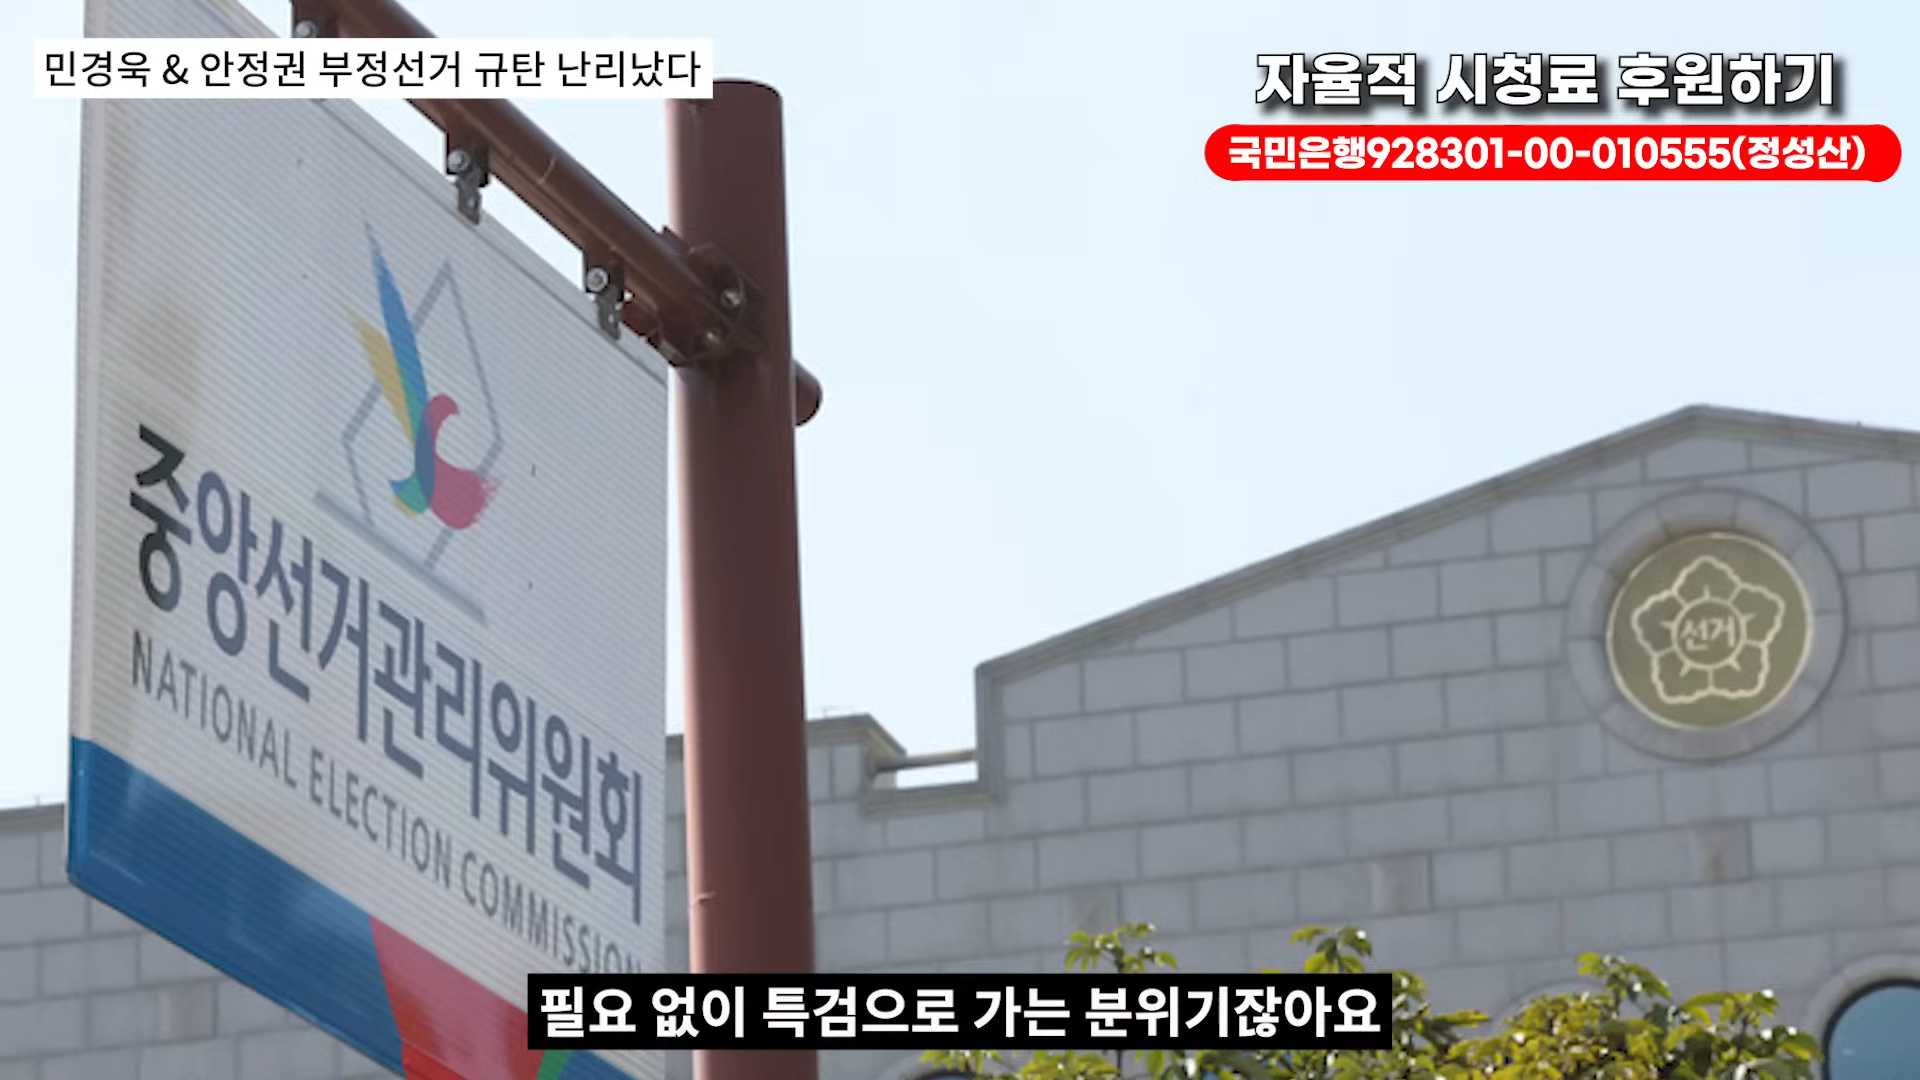 민경욱 & 안정권 부정선거 규탄 난리났다
자율적 시청료 후원하기
국민은행928301-00-010555(정성산)
중앙선거관리위원회
NATIONAL ELECTION COMMISSION
선거
필요 없이 특검으로 가는 분위기잖아요